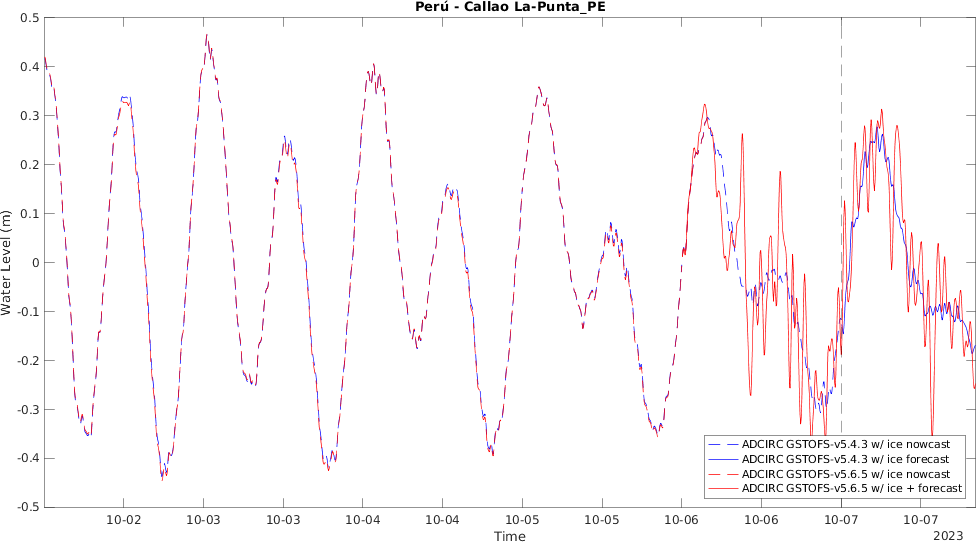 Perú - Callao La-Punta_PE
0.5
0.4
0.3
0.2
0.1
0
-0.1
-0.2
-0.3
-0.4
-0.5
Water Level (m)
ADCIRC GSTOFS-v5.4.3 w/ ice nowcast
ADCIRC GSTOFS-v5.4.3 w/ ice forecast
ADCIRC GSTOFS-v5.6.5 w/ ice nowcast
ADCIRC GSTOFS-v5.6.5 w/ ice + forecast
10-02 10-03 10-03 10-04 10-04 10-05 10-05 10-06 10-06 10-07 10-07
Time
2023